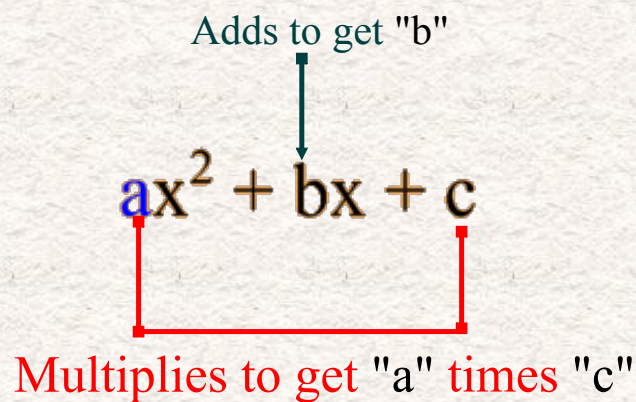 Adds to get "b"
ax² + bx + c
Multiplies to get "a" times "c"